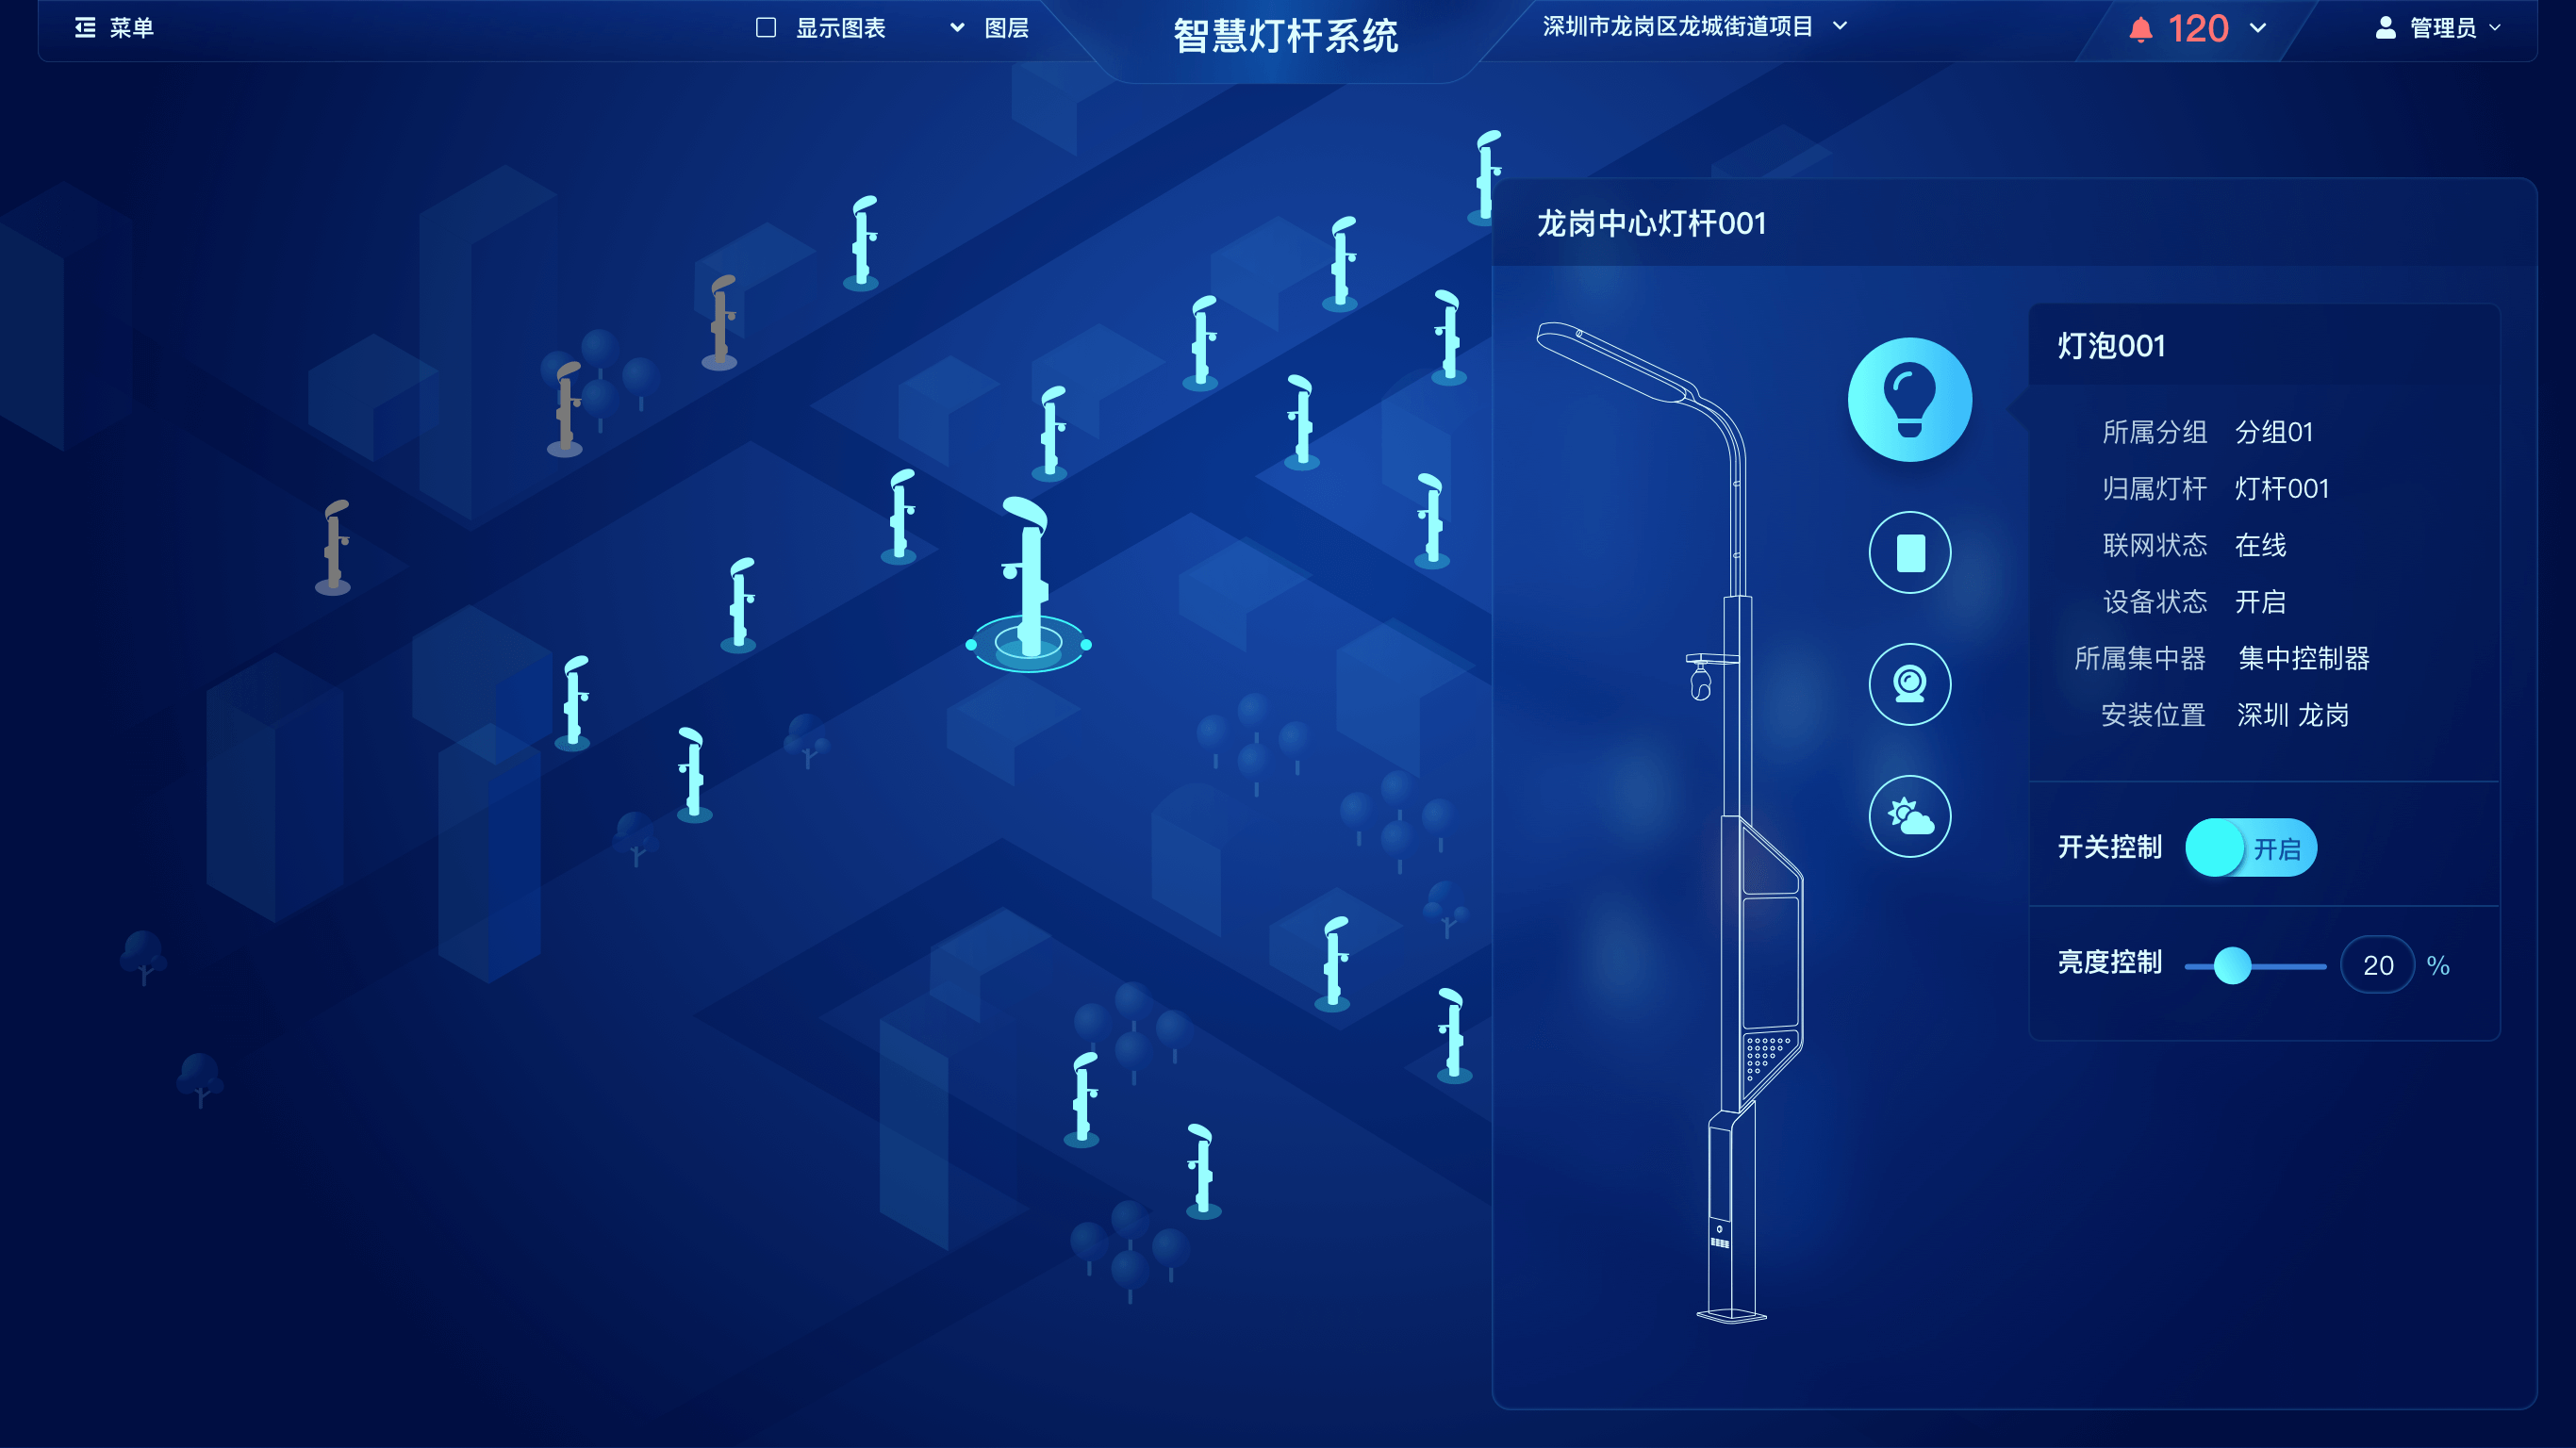 菜单
显示图表
图层
智慧灯杆系统
深圳市龙岗区龙城街道项目
120
管理员
龙岗中心灯杆001
灯泡001
所属分组 分组01
归属灯杆 灯杆001
联网状态 在线
设备状态 开启
所属集中器 集中控制器
安装位置 深圳 龙岗
开关控制 开启
亮度控制 20 %